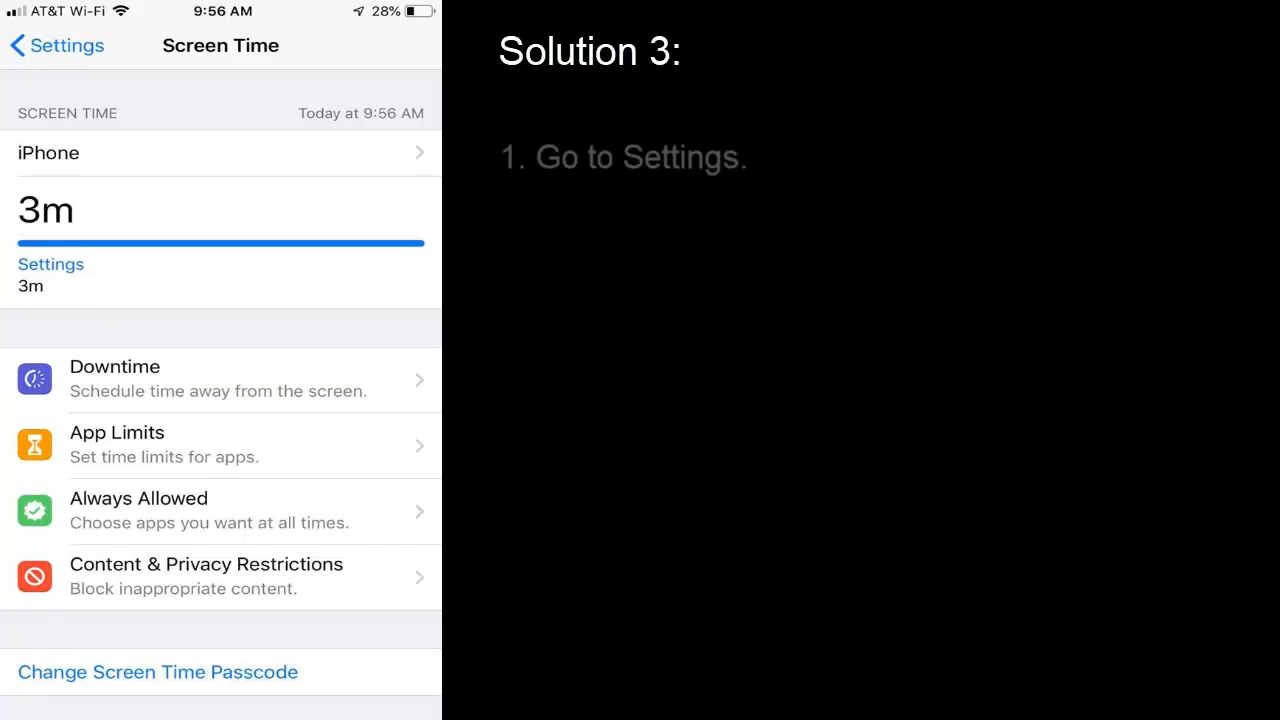 AT&T Wi-Fi 9:56 AM 28%
Settings Screen Time
SCREEN TIME Today at 9:56 AM
iPhone
3m
Settings
3m
Downtime
Schedule time away from the screen.
App Limits
Set time limits for apps.
Always Allowed
Choose apps you want at all times.
Content & Privacy Restrictions
Block inappropriate content.
Change Screen Time Passcode
Solution 3:
1. Go to Settings.